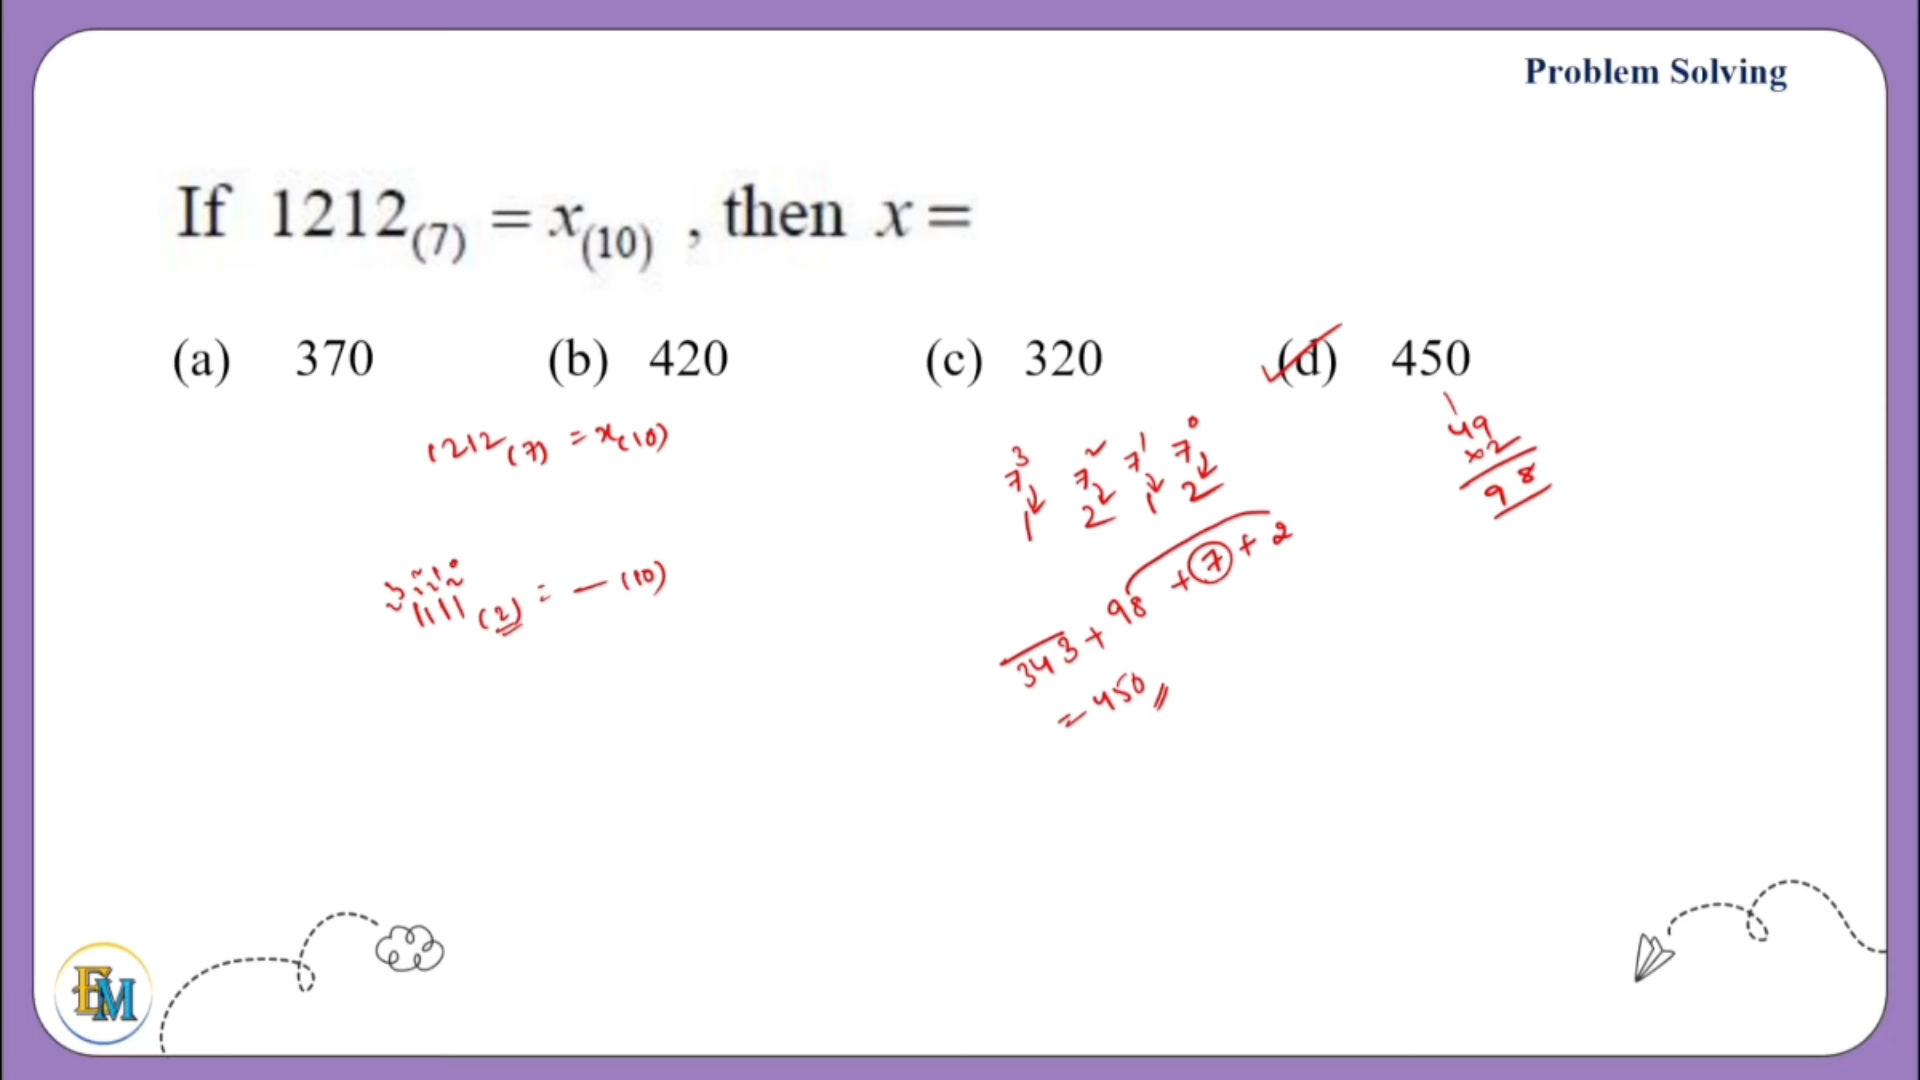 Problem Solving
If 1212(7) = x(10) , then x =
(a) 370 (b) 420 (c) 320 (d) 450
1212(7) = x(10)
7³ 7² 7¹ 7⁰
1 2 1 2
49
×2
98
1111(2) = — (10)
343 + 98 + 7 + 2
= 450
EM